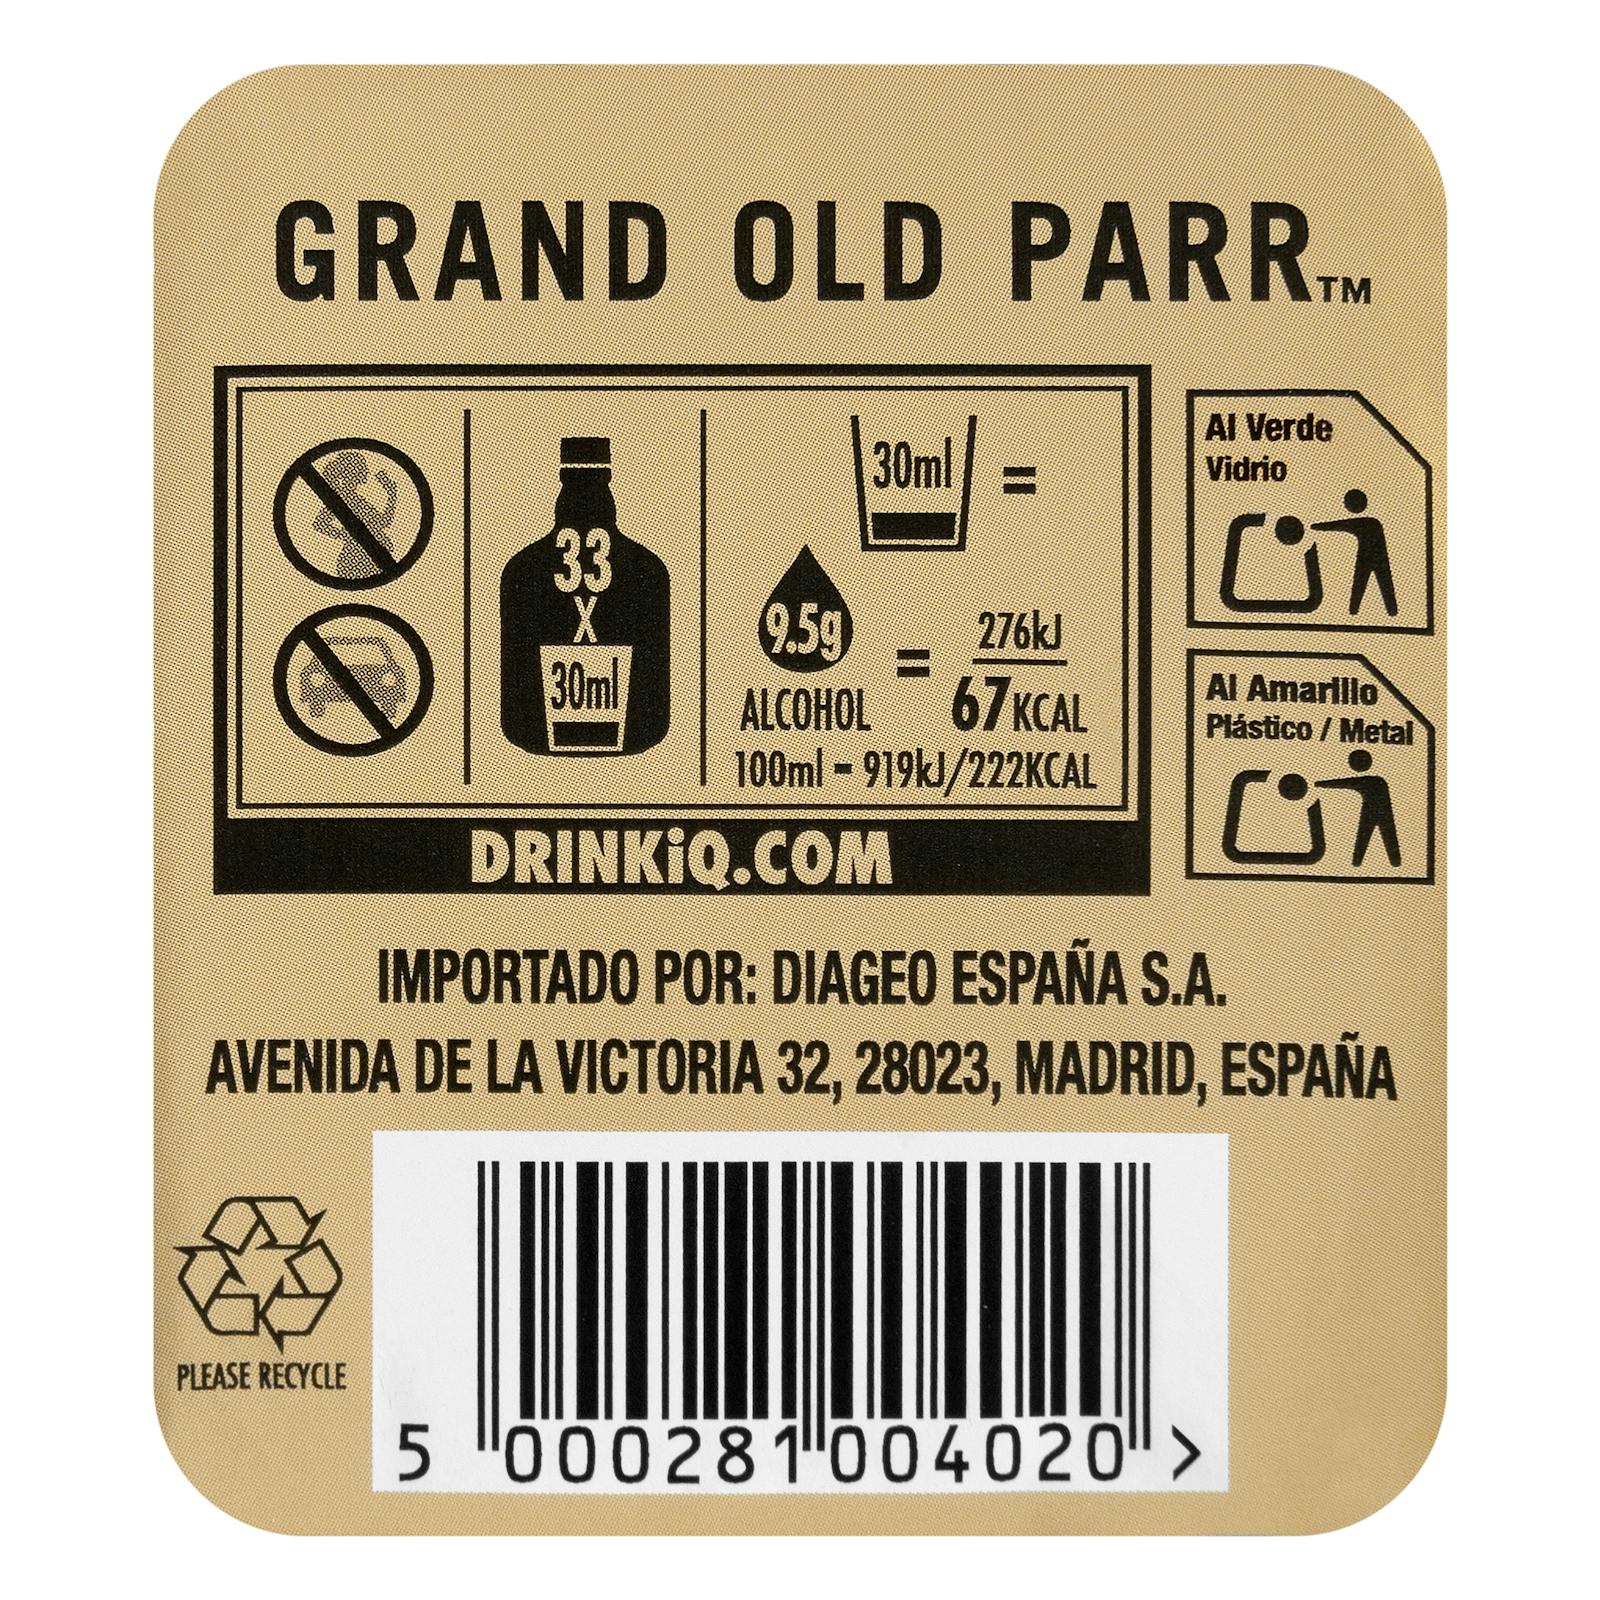 GRAND OLD PARR™
33
X
30ml
30ml =
9.5g
ALCOHOL
=
276kJ
67KCAL
100ml - 919kJ/222KCAL
DRINKiQ.COM
Al Verde
Vidrio
Al Amarillo
Plástico / Metal
IMPORTADO POR: DIAGEO ESPAÑA S.A.
AVENIDA DE LA VICTORIA 32, 28023, MADRID, ESPAÑA
PLEASE RECYCLE
5 000281 004020 >